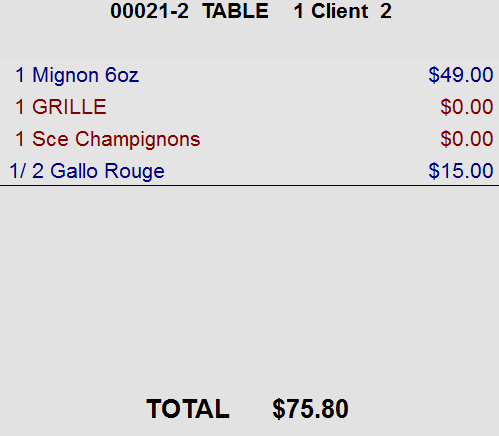 00021-2 TABLE 1 Client 2
1 Mignon 6oz $49.00
1 GRILLE $0.00
1 Sce Champignons $0.00
1/ 2 Gallo Rouge $15.00
TOTAL $75.80